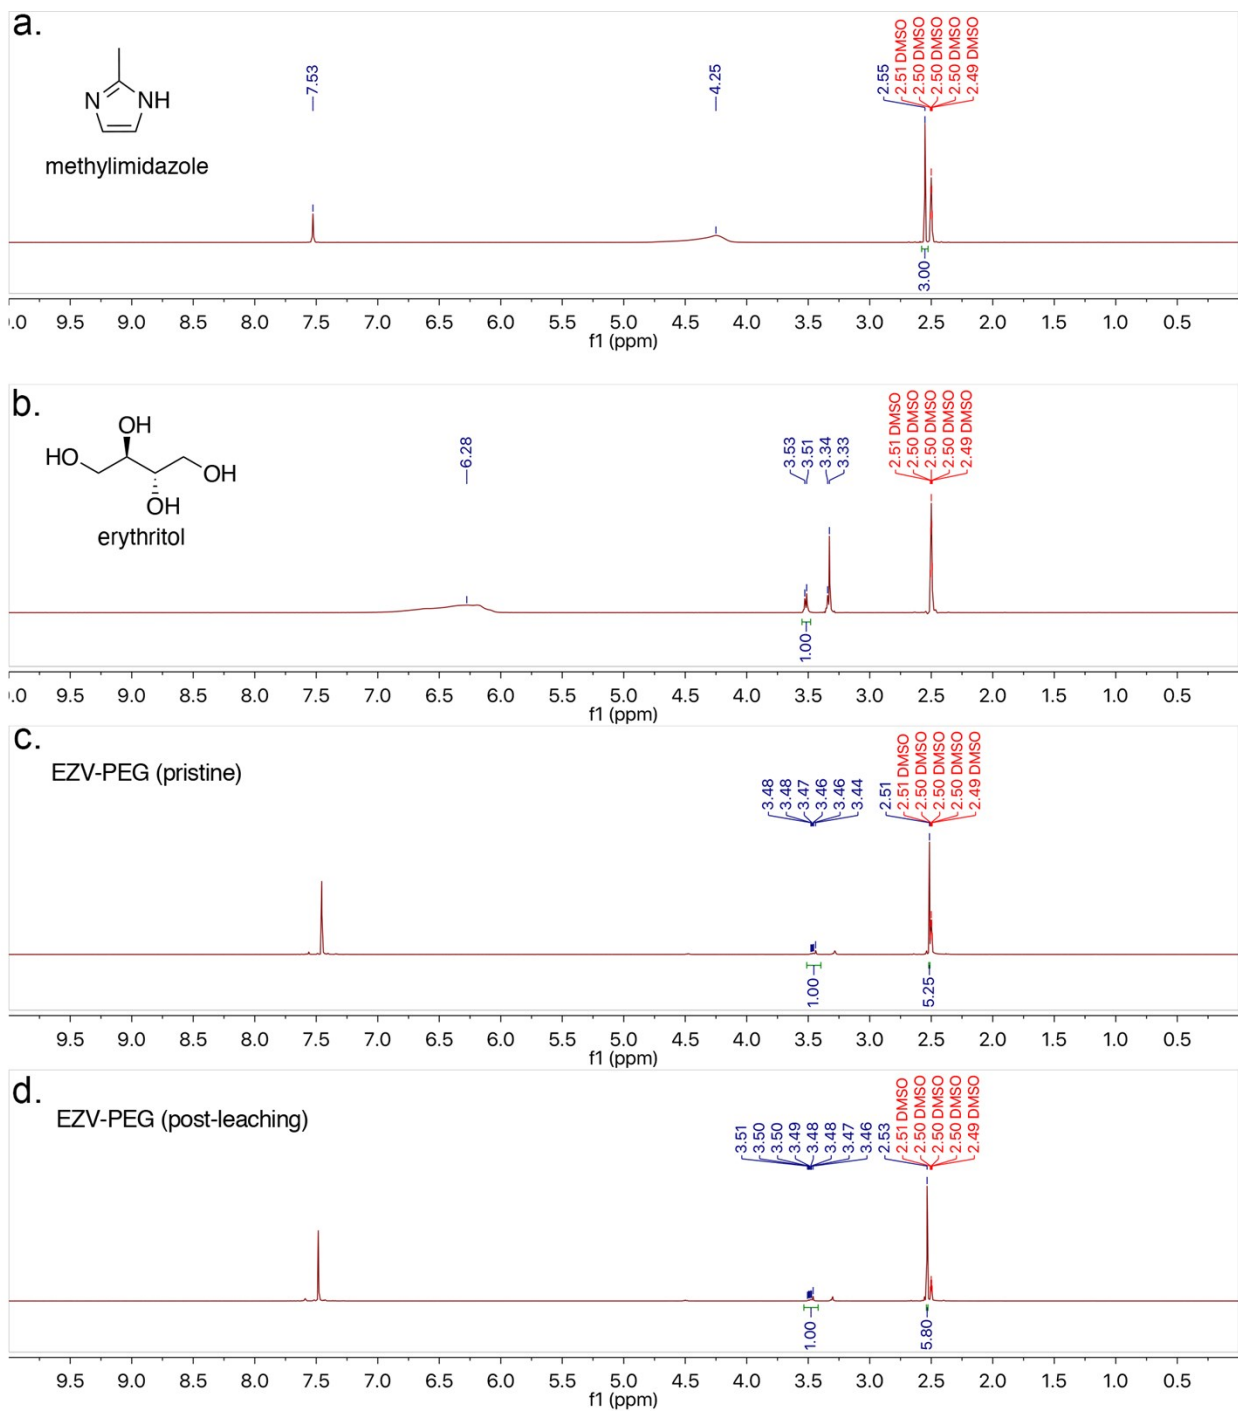 a.
N
NH
methylimidazole
7.53
4.25
2.55
2.51 DMSO
2.50 DMSO
2.50 DMSO
2.50 DMSO
2.49 DMSO
3.00
.0 9.5 9.0 8.5 8.0 7.5 7.0 6.5 6.0 5.5 5.0 4.5 4.0 3.5 3.0 2.5 2.0 1.5 1.0 0.5
f1 (ppm)
b.
OH
HO
OH
OH
erythritol
6.28
3.53
3.51
3.34
3.33
2.51 DMSO
2.50 DMSO
2.50 DMSO
2.50 DMSO
2.49 DMSO
1.00
.0 9.5 9.0 8.5 8.0 7.5 7.0 6.5 6.0 5.5 5.0 4.5 4.0 3.5 3.0 2.5 2.0 1.5 1.0 0.5
f1 (ppm)
c.
EZV-PEG (pristine)
3.48
3.48
3.47
3.46
3.46
3.44
2.51
2.51 DMSO
2.50 DMSO
2.50 DMSO
2.50 DMSO
2.49 DMSO
1.00
5.25
9.5 9.0 8.5 8.0 7.5 7.0 6.5 6.0 5.5 5.0 4.5 4.0 3.5 3.0 2.5 2.0 1.5 1.0 0.5
f1 (ppm)
d.
EZV-PEG (post-leaching)
3.51
3.50
3.50
3.49
3.48
3.48
3.47
3.46
2.53
2.51 DMSO
2.50 DMSO
2.50 DMSO
2.50 DMSO
2.49 DMSO
1.00
5.80
9.5 9.0 8.5 8.0 7.5 7.0 6.5 6.0 5.5 5.0 4.5 4.0 3.5 3.0 2.5 2.0 1.5 1.0 0.5
f1 (ppm)